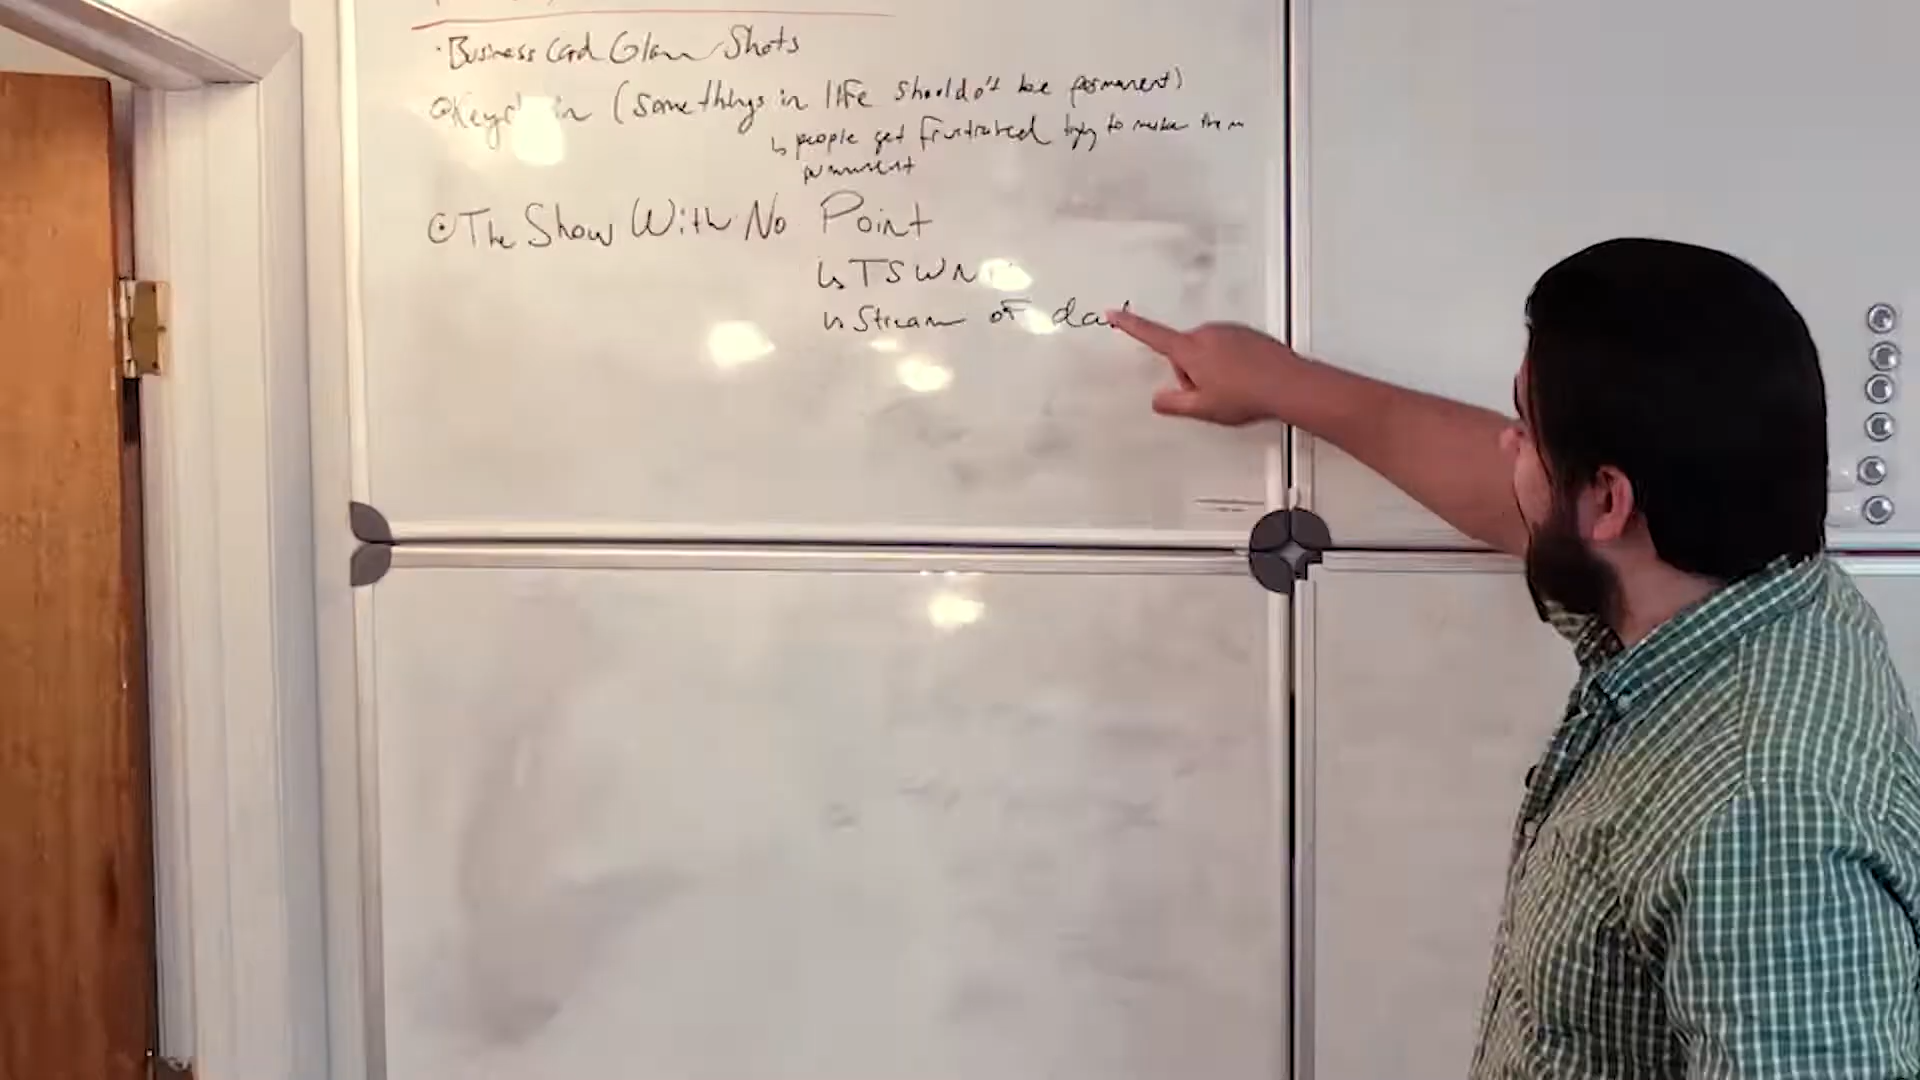 · Business Card Glam Shots
in (some things in life shouldn't be permanent)
↳ people get frustrated trying to make them
permanent
⊙ The Show With No Point
↳ TSWN
↳ Stream of